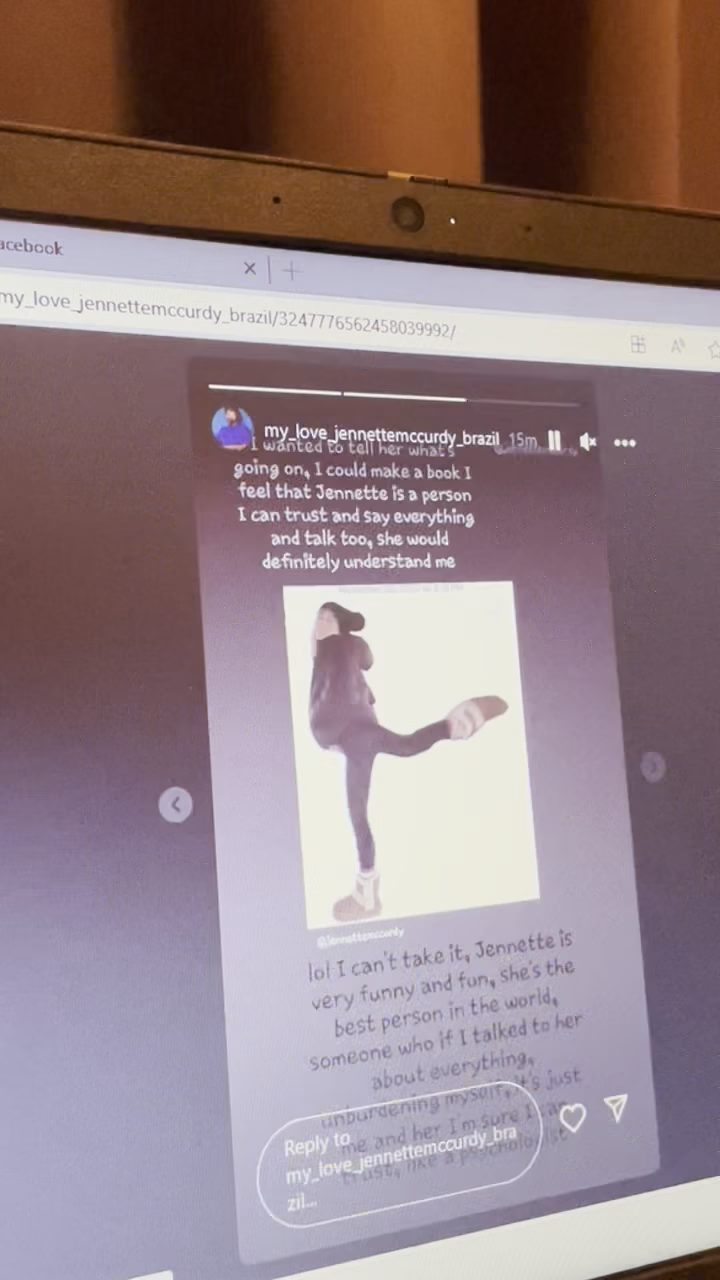 acebook
my_love_jennettemccurdy_brazil/3247776562458039992/
my_love_jennettemccurdy_brazil 15m
I wanted to tell her what's
going on, I could make a book I
feel that Jennette is a person
I can trust and say everything
and talk too, she would
definitely understand me
@jennettemccurdy
lol I can't take it, Jennette is
very funny and fun, she's the
best person in the world,
someone who if I talked to her
about everything,
unburdening myself, it's just
me and her I'm sure I can
trust, like a psychologist
Reply to
my_love_jennettemccurdy_bra
zil...